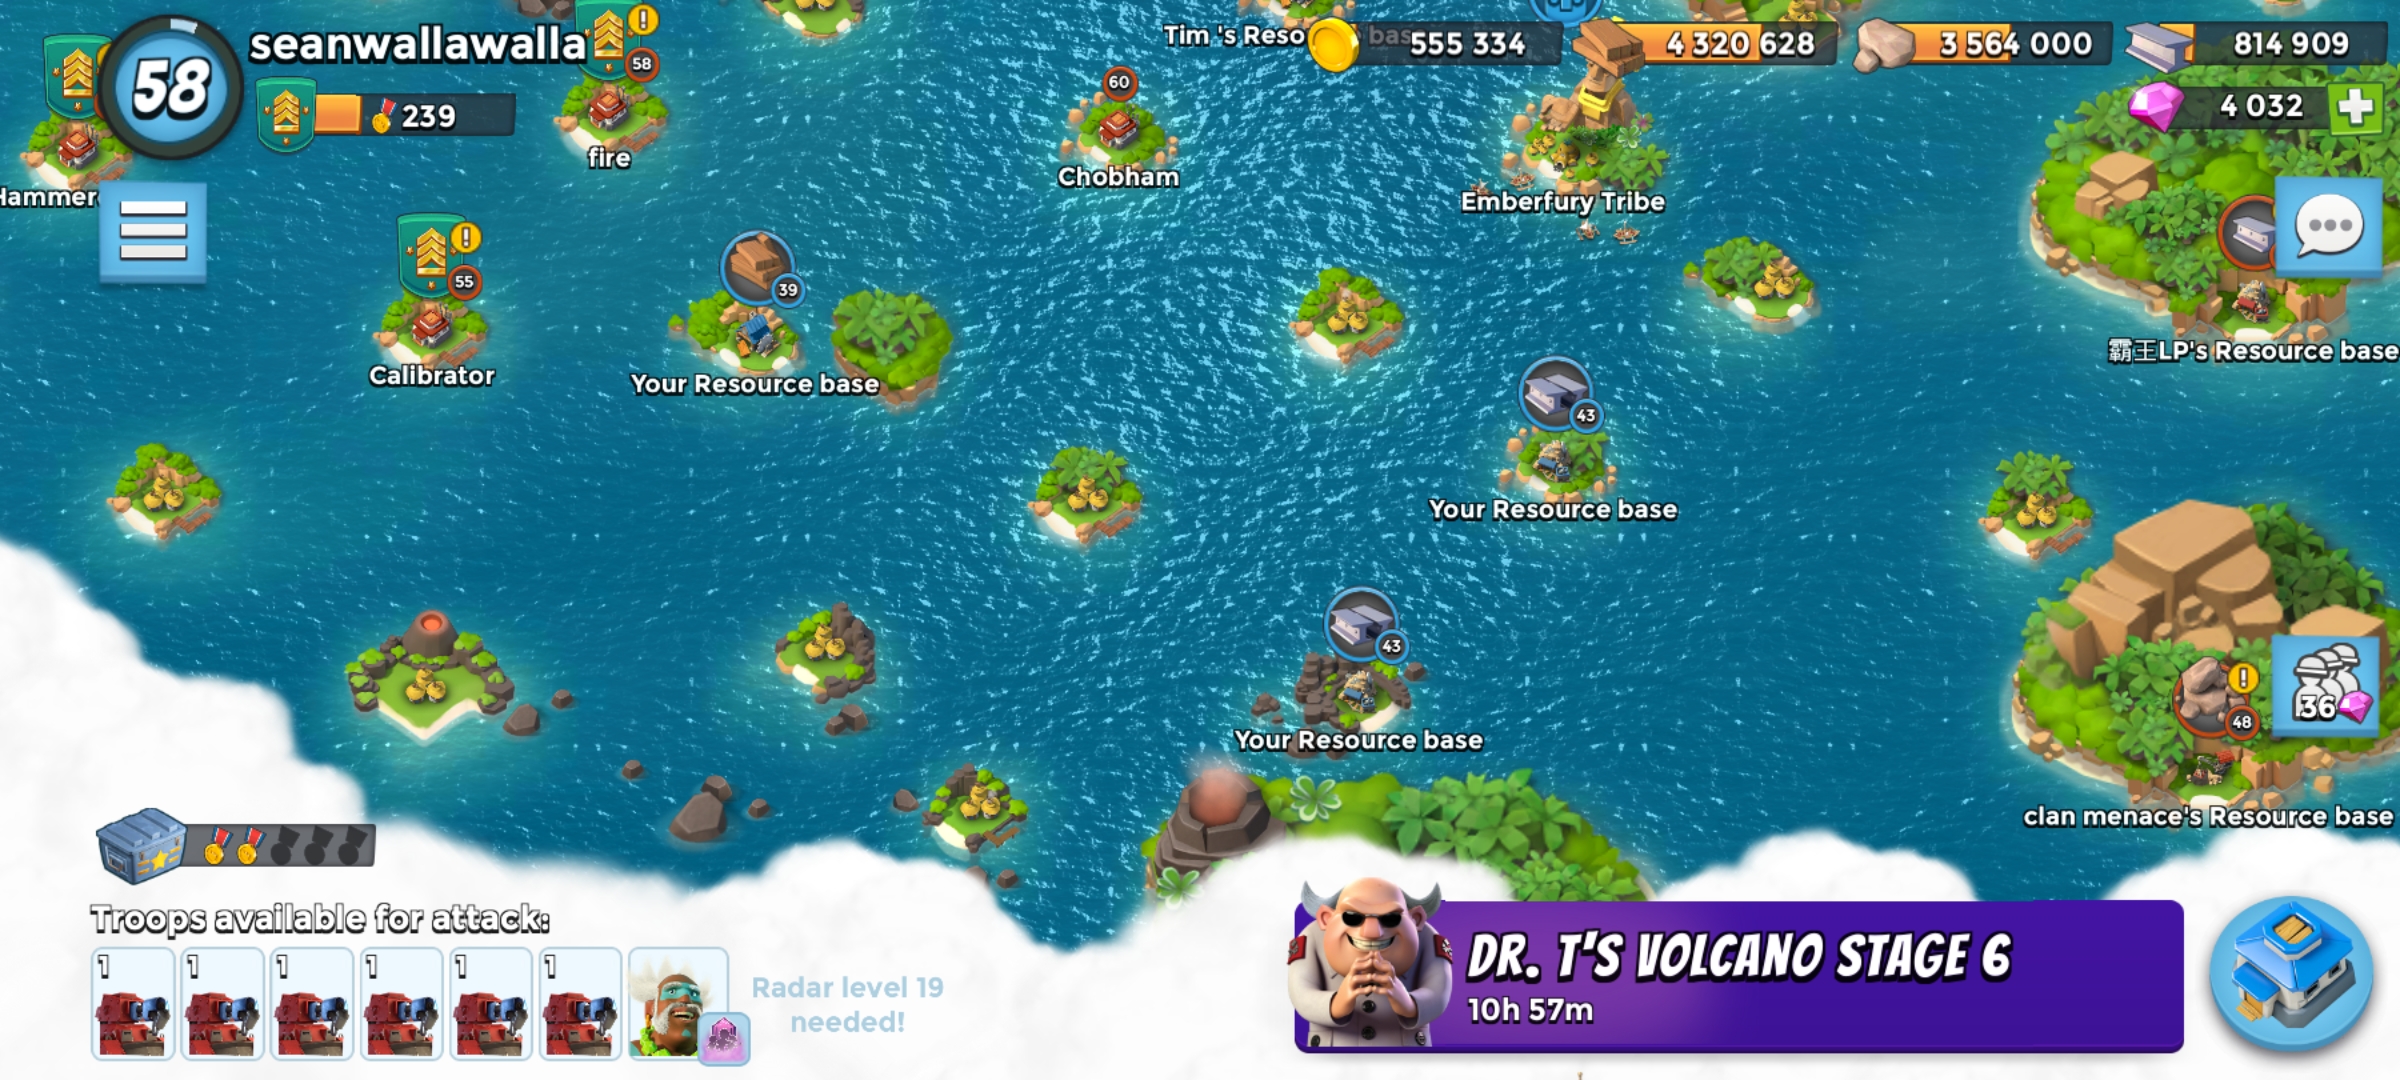 Tim 's Reso
555 334
4 320 628
3 564 000
814 909
58
seanwallawalla
239
4 032
58
60
fire
Chobham
Emberfury Tribe
Hammer
55
39
Calibrator
Your Resource base
霸王LP's Resource base
43
Your Resource base
43
Your Resource base
48
36
clan menace's Resource base
Troops available for attack:
1 1 1 1 1 1
Radar level 19
needed!
DR. T'S VOLCANO STAGE 6
10h 57m